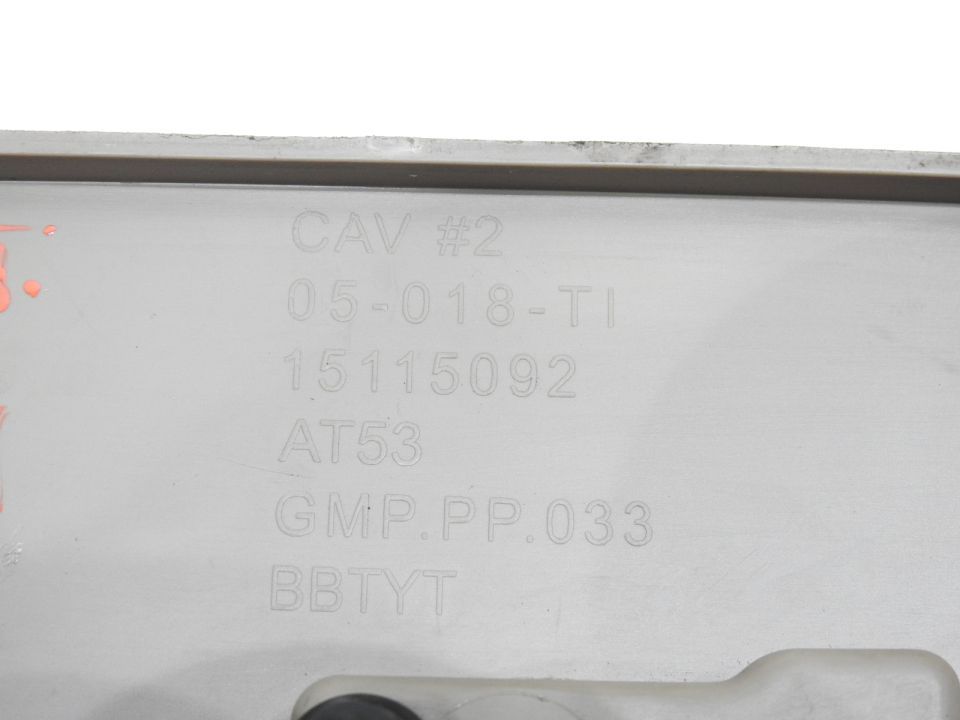 CAV #2
05-018-TI
15115092
AT53
GMP.PP.033
BBTYT